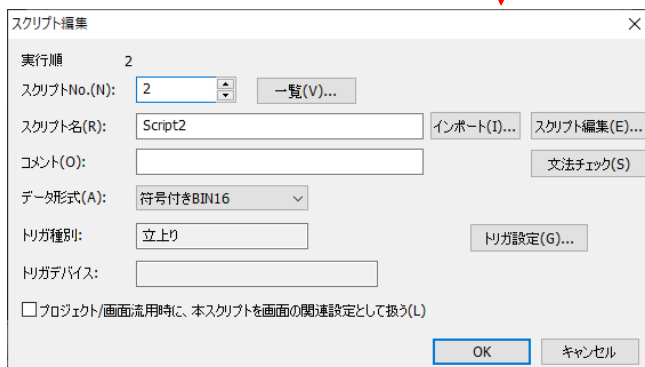 スクリプト編集
実行順 2
スクリプトNo.(N): 2 一覧(V)...
スクリプト名(R): Script2 インポート(I)... スクリプト編集(E)...
コメント(O): 文法チェック(S)
データ形式(A): 符号付きBIN16
トリガ種別: 立上り トリガ設定(G)...
トリガデバイス:
プロジェクト/画面流用時に、本スクリプトを画面の関連設定として扱う(L)
OK キャンセル